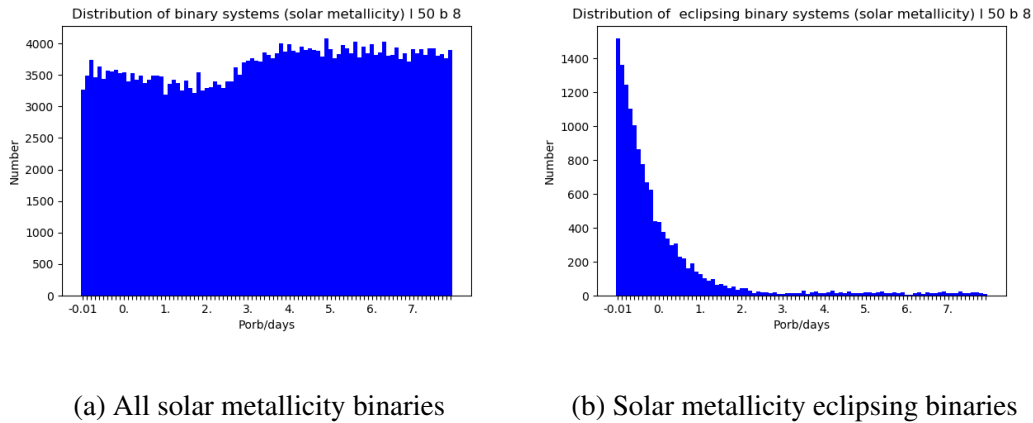 Distribution of binary systems (solar metallicity) l 50 b 8
4000
3500
3000
2500
2000
1500
1000
500
0
Number
-0.01 0. 1. 2. 3. 4. 5. 6. 7.
Porb/days
(a) All solar metallicity binaries
Distribution of  eclipsing binary systems (solar metallicity) l 50 b 8
1400
1200
1000
800
600
400
200
0
Number
-0.01 0. 1. 2. 3. 4. 5. 6. 7.
Porb/days
(b) Solar metallicity eclipsing binaries